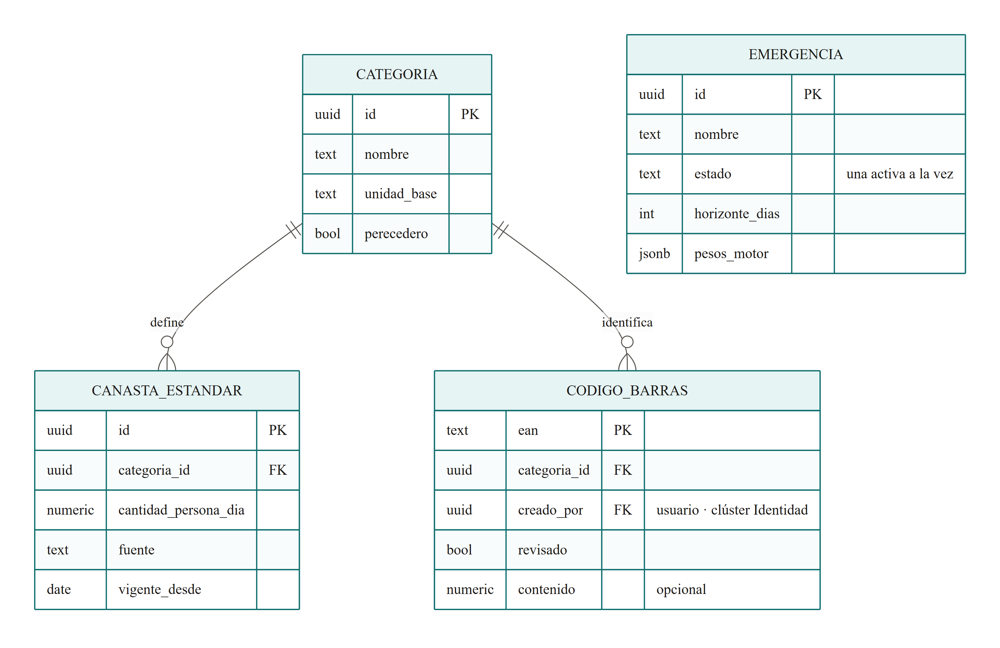 CATEGORIA
uuid id PK
text nombre
text unidad_base
bool perecedero
EMERGENCIA
uuid id PK
text nombre
text estado una activa a la vez
int horizonte_dias
jsonb pesos_motor
define
identifica
CANASTA_ESTANDAR
uuid id PK
uuid categoria_id FK
numeric cantidad_persona_dia
text fuente
date vigente_desde
CODIGO_BARRAS
text ean PK
uuid categoria_id FK
uuid creado_por FK usuario · clúster Identidad
bool revisado
numeric contenido opcional